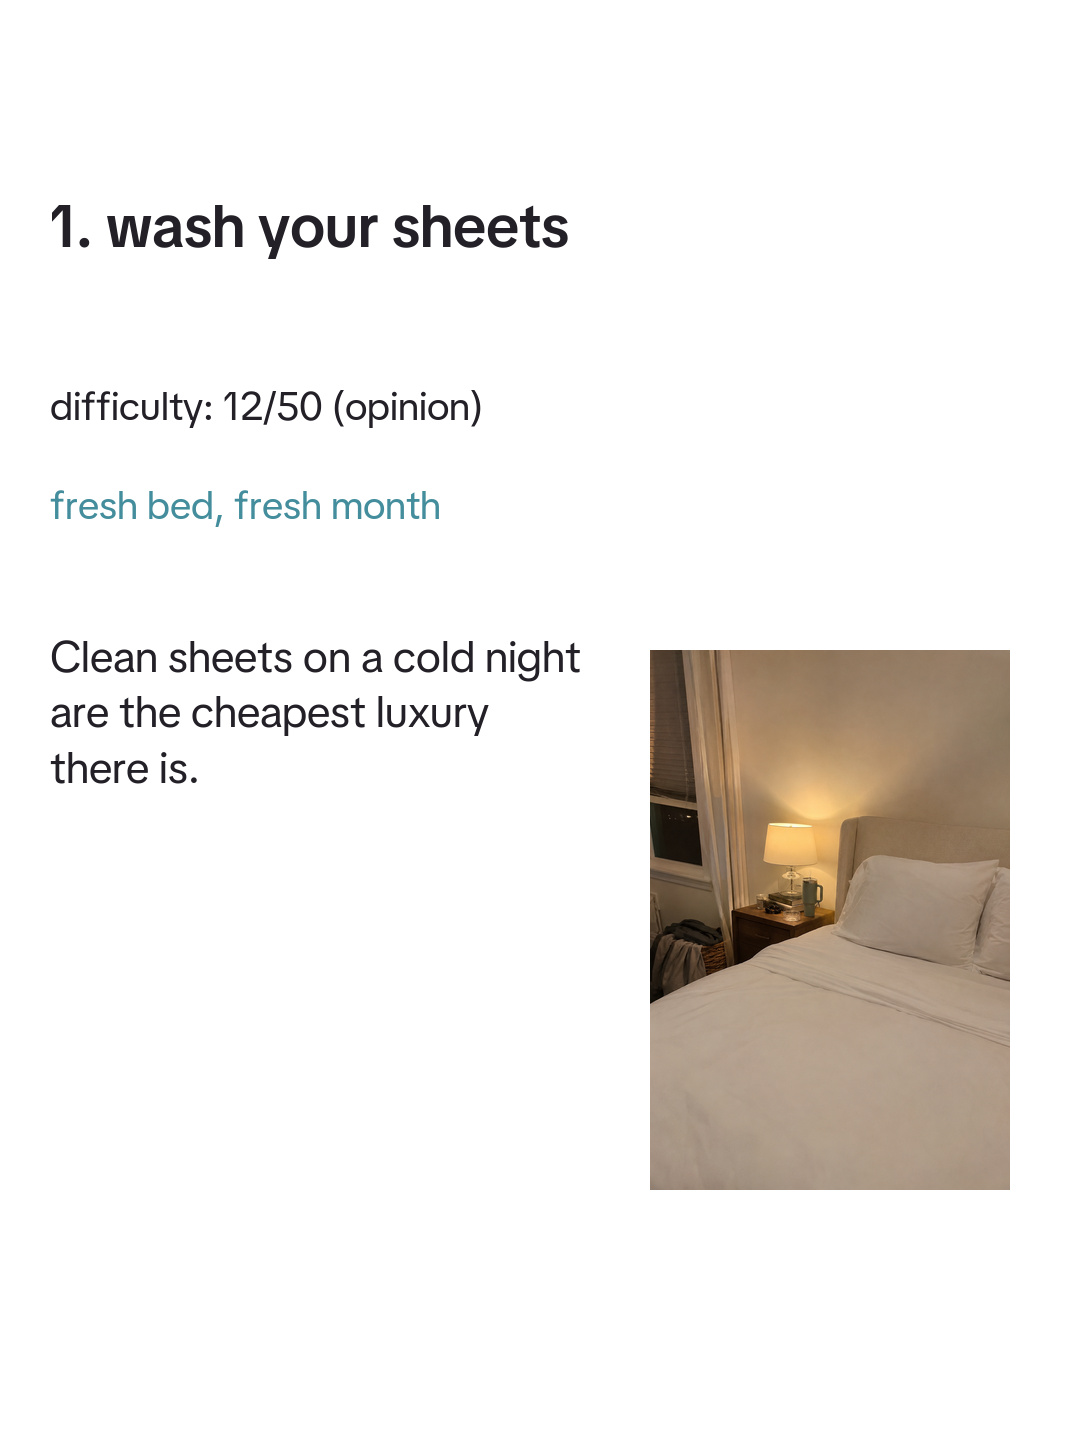 1. wash your sheets
difficulty: 12/50 (opinion)
fresh bed, fresh month
Clean sheets on a cold night
are the cheapest luxury
there is.